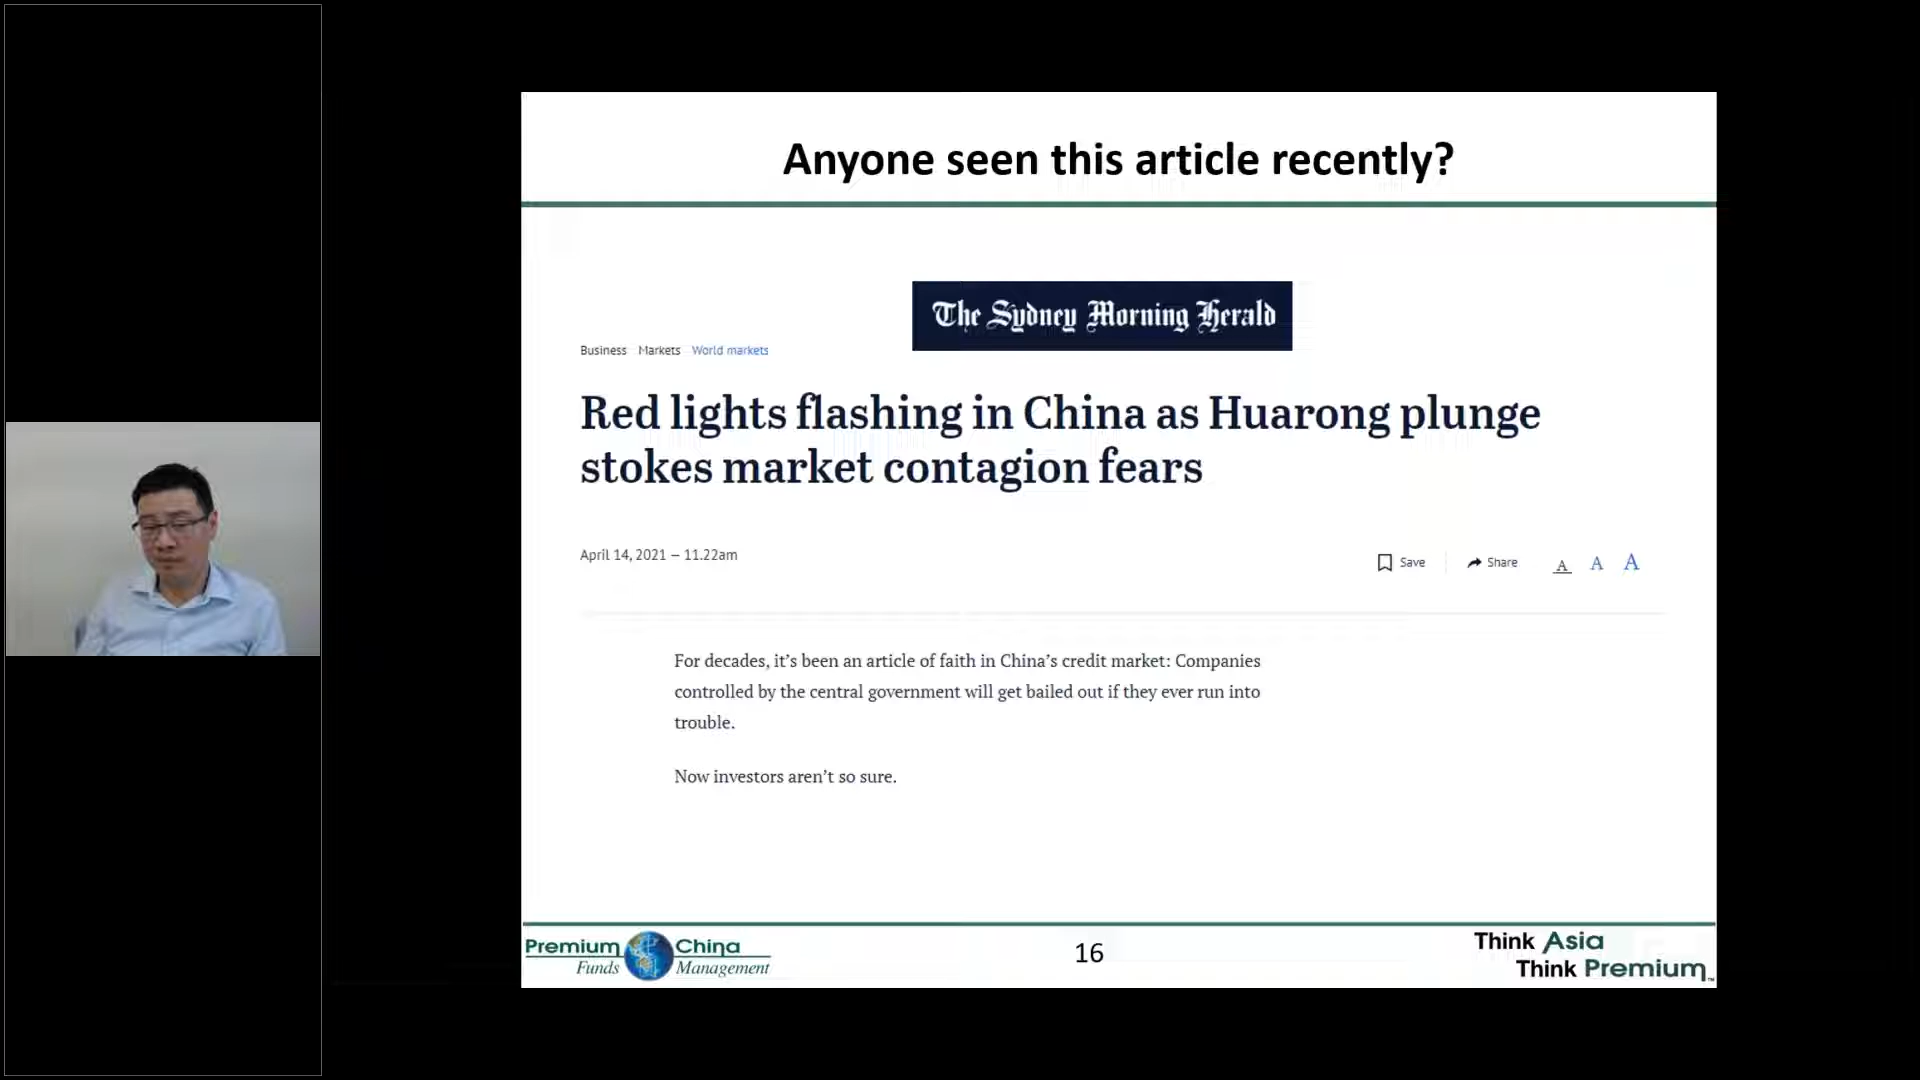 Anyone seen this article recently?
The Sydney Morning Herald
Business Markets World markets
Red lights flashing in China as Huarong plunge
stokes market contagion fears
April 14, 2021 – 11.22am
Save Share A A A
For decades, it's been an article of faith in China's credit market: Companies
controlled by the central government will get bailed out if they ever run into
trouble.
Now investors aren't so sure.
Premium China
Funds Management
16
Think Asia
Think Premium™